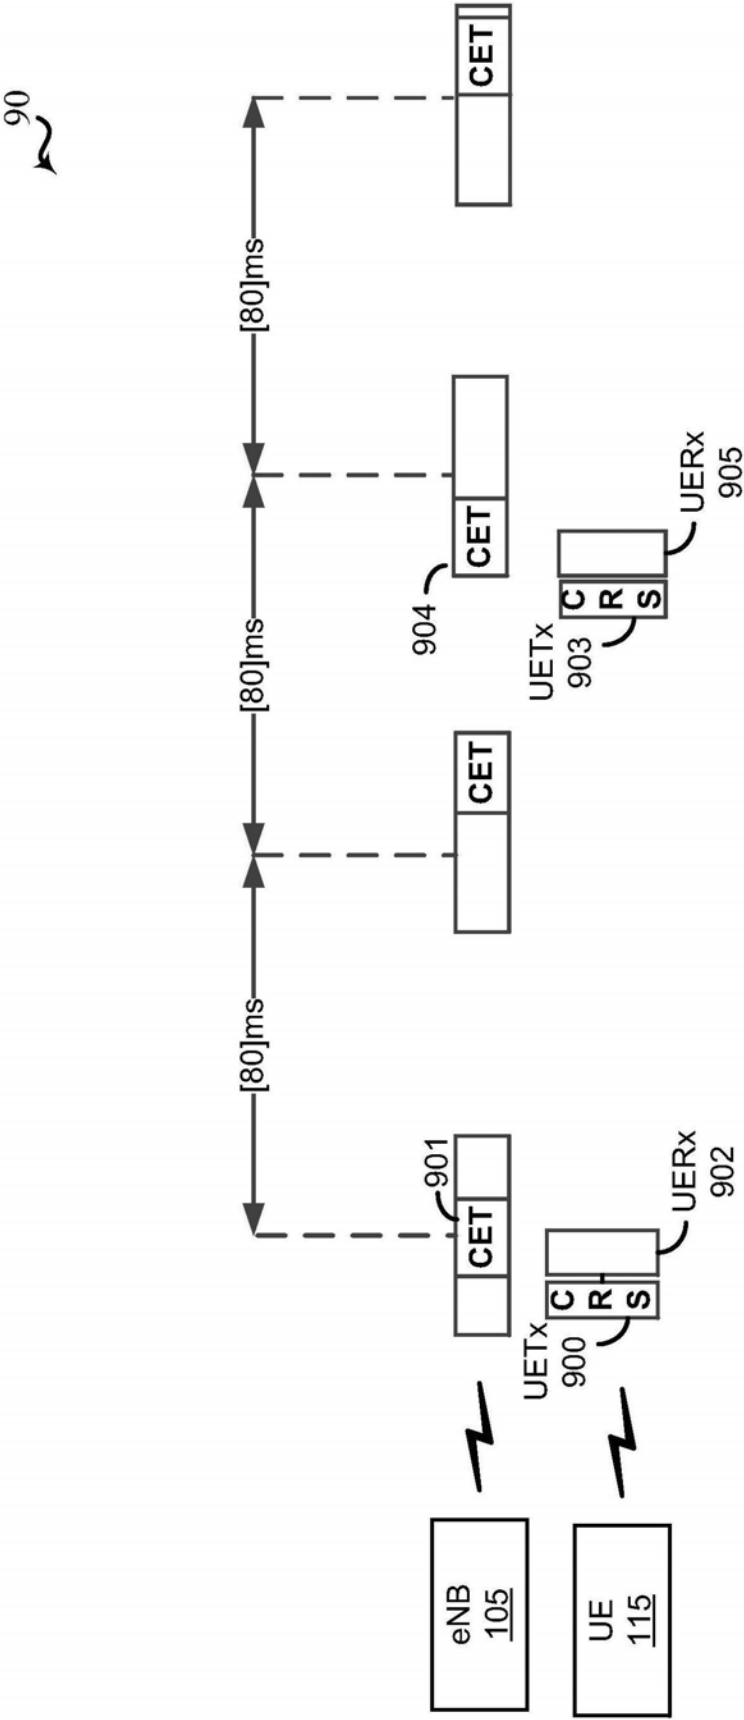 90
[80]ms
[80]ms
[80]ms
eNB
105
CET
901
CET
904
CET
CET
UE
115
UETx
900
C
R
S
UERx
902
UETx
903
C
R
S
UERx
905